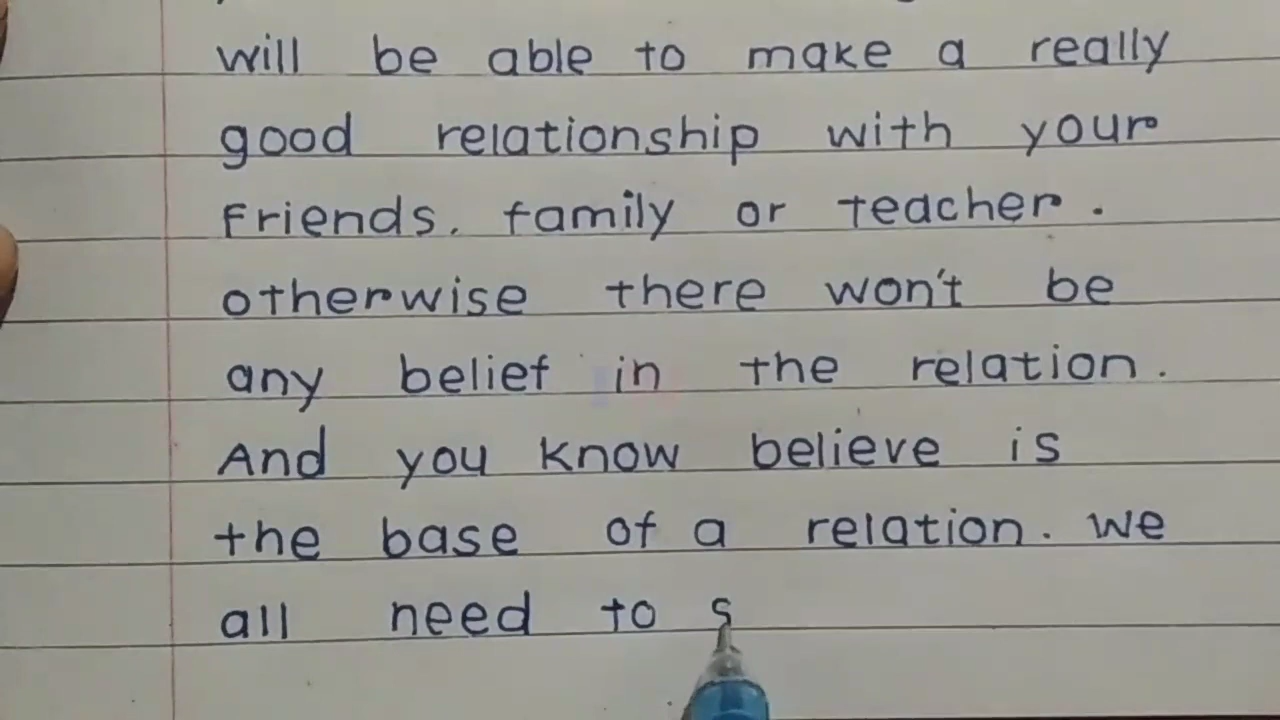 will be able to make a really
good relationship with your
Friends, family or teacher.
otherwise there won't be
any belief in the relation.
And you know believe is
the base of a relation. we
all need to s